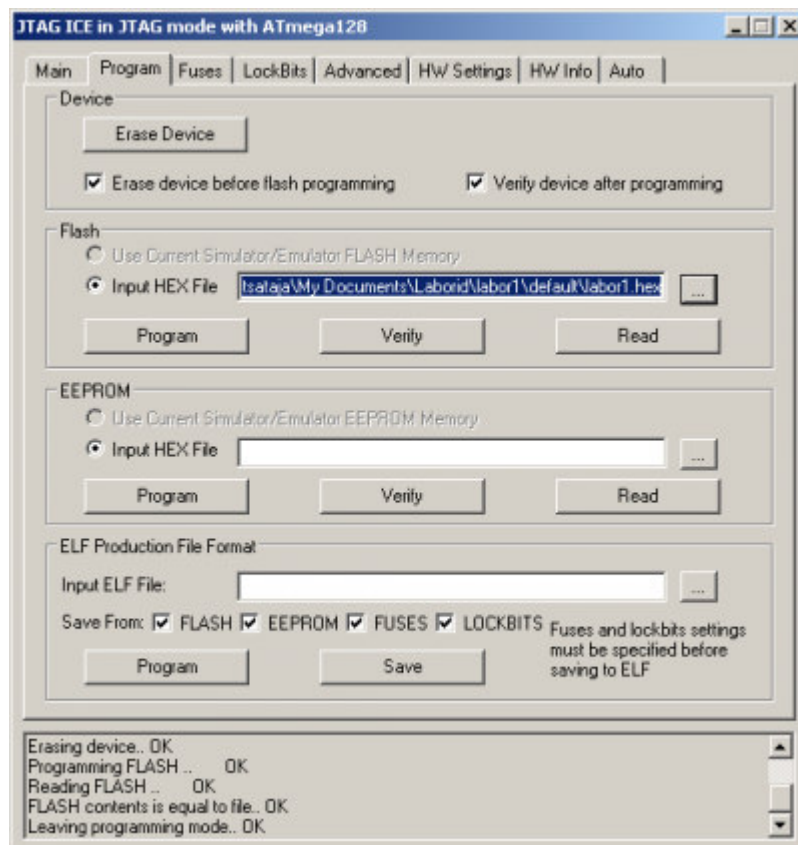 JTAG ICE in JTAG mode with ATmega128
Main Program Fuses LockBits Advanced HW Settings HW Info Auto
Device
Erase Device
Erase device before flash programming Verify device after programming
Flash
Use Current Simulator/Emulator FLASH Memory
Input HEX File tsataja\My Documents\Laborid\labor1\default\labor1.hex ...
Program Verify Read
EEPROM
Use Current Simulator/Emulator EEPROM Memory
Input HEX File ...
Program Verify Read
ELF Production File Format
Input ELF File: ...
Save From: FLASH EEPROM FUSES LOCKBITS
Fuses and lockbits settings
must be specified before
saving to ELF
Program Save
Erasing device.. OK
Programming FLASH .. OK
Reading FLASH .. OK
FLASH contents is equal to file.. OK
Leaving programming mode.. OK